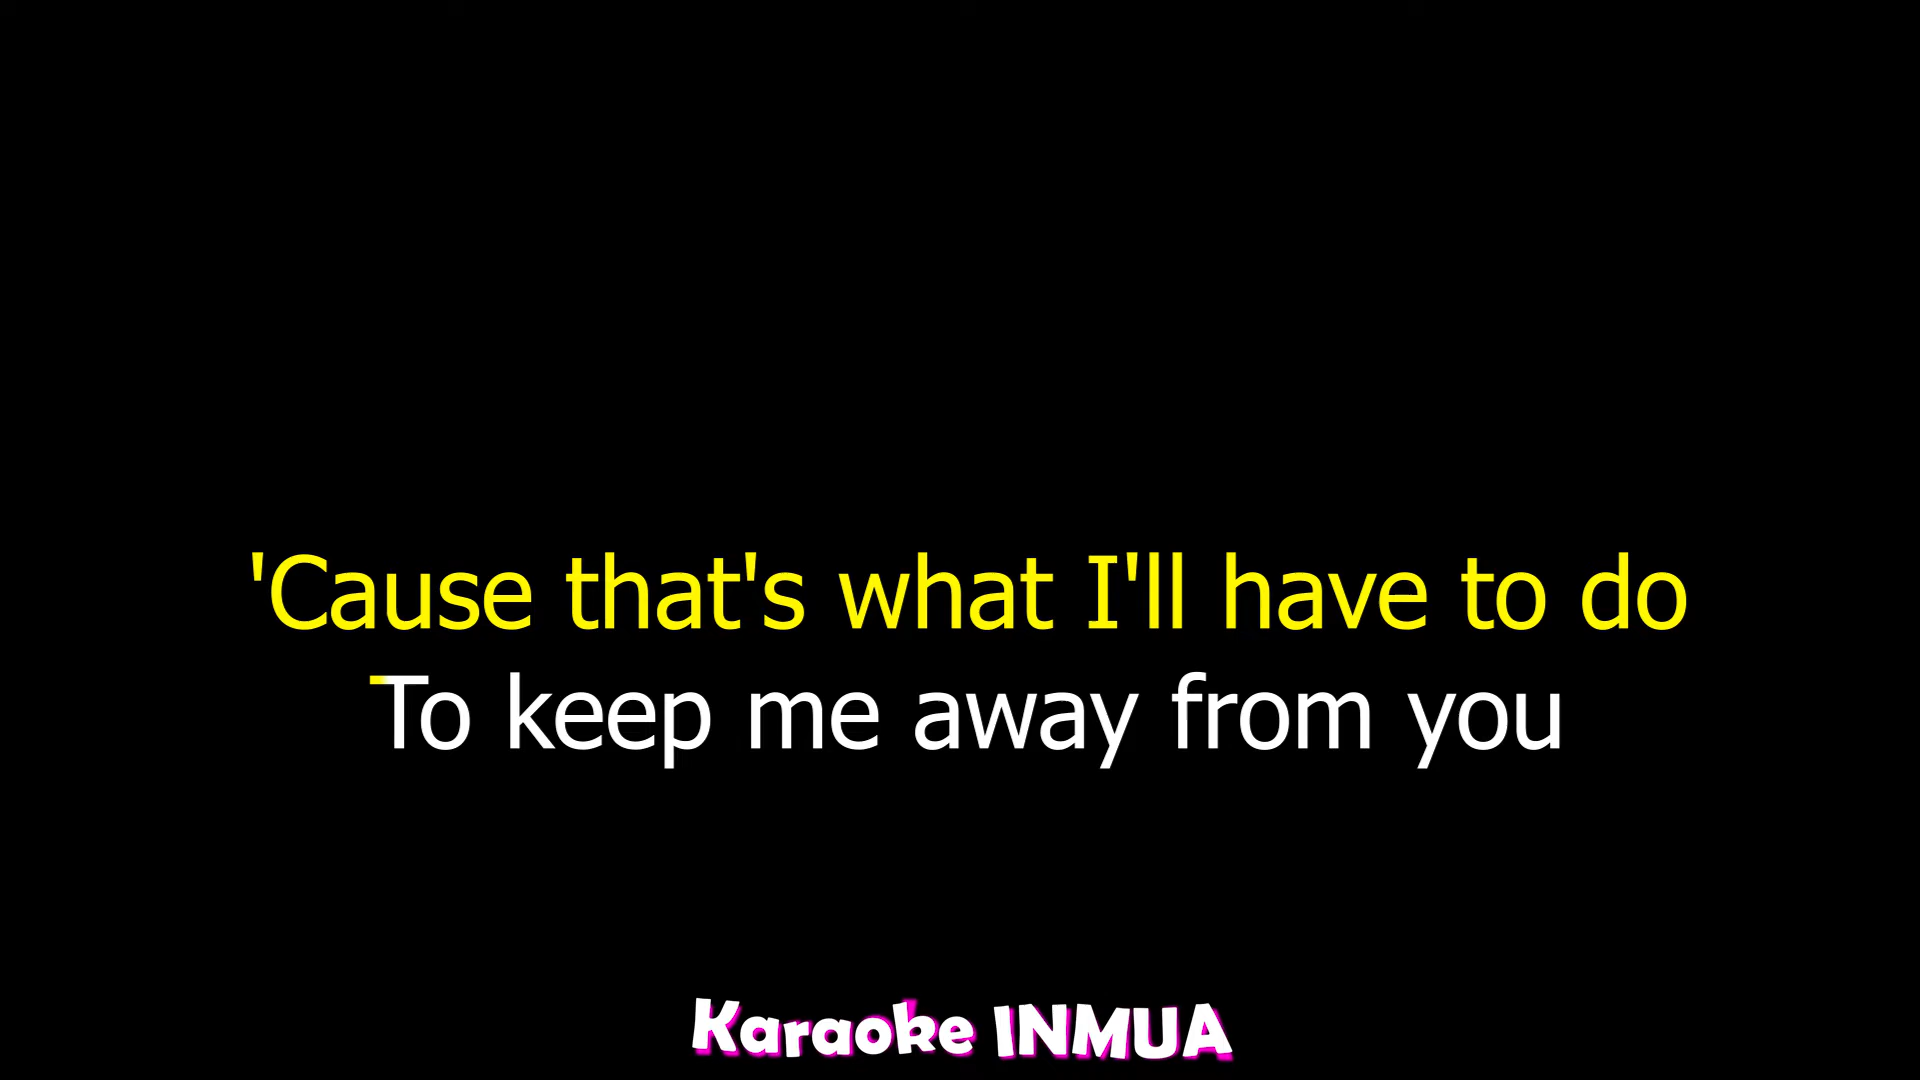 'Cause that's what I'll have to do
To keep me away from you
Karaoke INMUA